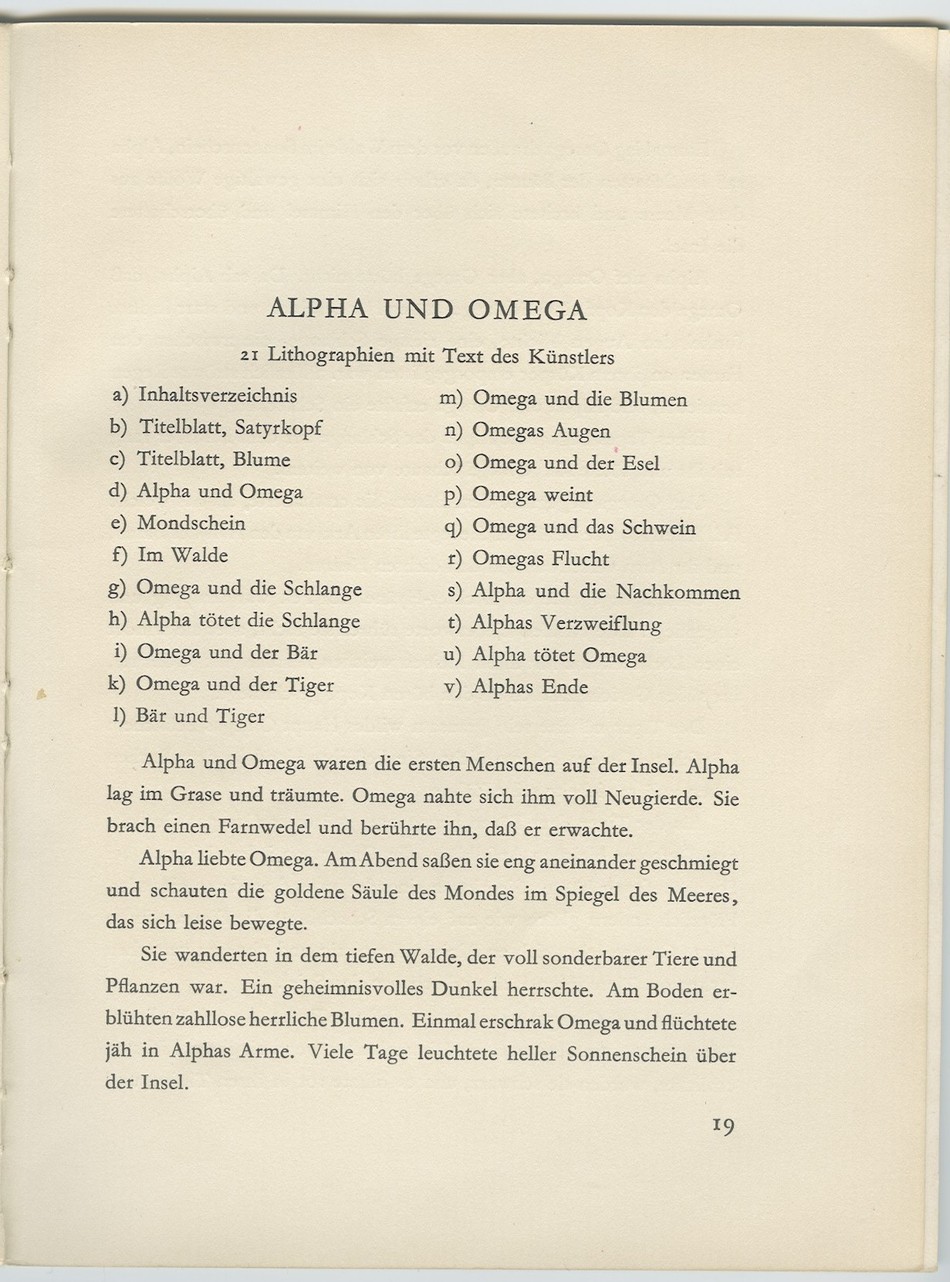 ALPHA UND OMEGA
21 Lithographien mit Text des Künstlers
a) Inhaltsverzeichnis
b) Titelblatt, Satyrkopf
c) Titelblatt, Blume
d) Alpha und Omega
e) Mondschein
f) Im Walde
g) Omega und die Schlange
h) Alpha tötet die Schlange
i) Omega und der Bär
k) Omega und der Tiger
l) Bär und Tiger
m) Omega und die Blumen
n) Omegas Augen
o) Omega und der Esel
p) Omega weint
q) Omega und das Schwein
r) Omegas Flucht
s) Alpha und die Nachkommen
t) Alphas Verzweiflung
u) Alpha tötet Omega
v) Alphas Ende
Alpha und Omega waren die ersten Menschen auf der Insel. Alpha
lag im Grase und träumte. Omega nahte sich ihm voll Neugierde. Sie
brach einen Farnwedel und berührte ihn, daß er erwachte.
Alpha liebte Omega. Am Abend saßen sie eng aneinander geschmiegt
und schauten die goldene Säule des Mondes im Spiegel des Meeres,
das sich leise bewegte.
Sie wanderten in dem tiefen Walde, der voll sonderbarer Tiere und
Pflanzen war. Ein geheimnisvolles Dunkel herrschte. Am Boden er-
blühten zahllose herrliche Blumen. Einmal erschrak Omega und flüchtete
jäh in Alphas Arme. Viele Tage leuchtete heller Sonnenschein über
der Insel.
19